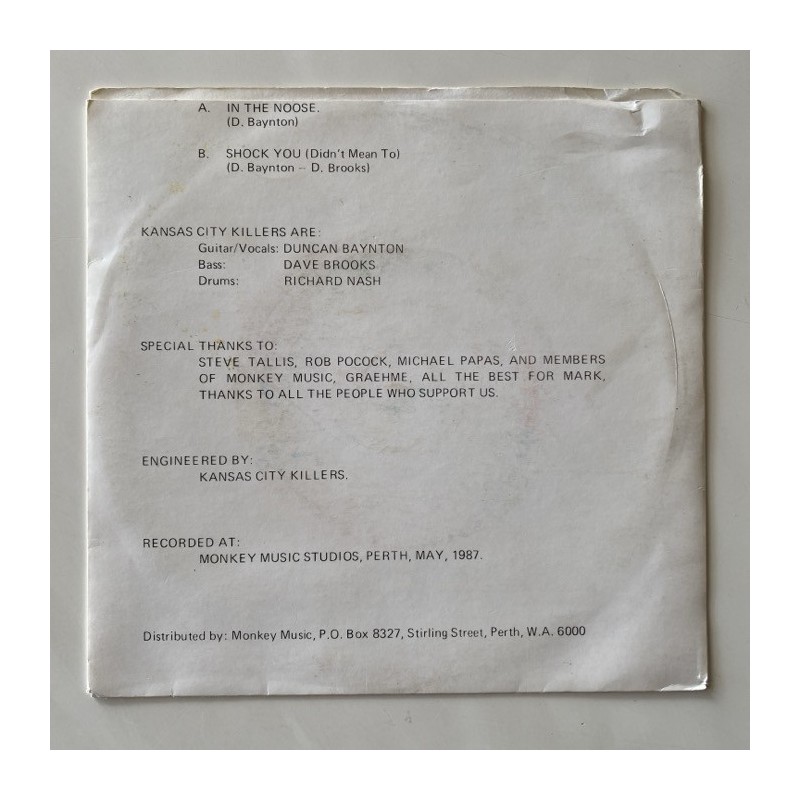 A. IN THE NOOSE.
(D. Baynton)
B. SHOCK YOU (Didn't Mean To)
(D. Baynton – D. Brooks)
KANSAS CITY KILLERS ARE:
Guitar/Vocals: DUNCAN BAYNTON
Bass: DAVE BROOKS
Drums: RICHARD NASH
SPECIAL THANKS TO:
STEVE TALLIS, ROB POCOCK, MICHAEL PAPAS, AND MEMBERS
OF MONKEY MUSIC, GRAEHME, ALL THE BEST FOR MARK,
THANKS TO ALL THE PEOPLE WHO SUPPORT US.
ENGINEERED BY:
KANSAS CITY KILLERS.
RECORDED AT:
MONKEY MUSIC STUDIOS, PERTH, MAY, 1987.
Distributed by: Monkey Music, P.O. Box 8327, Stirling Street, Perth, W.A. 6000